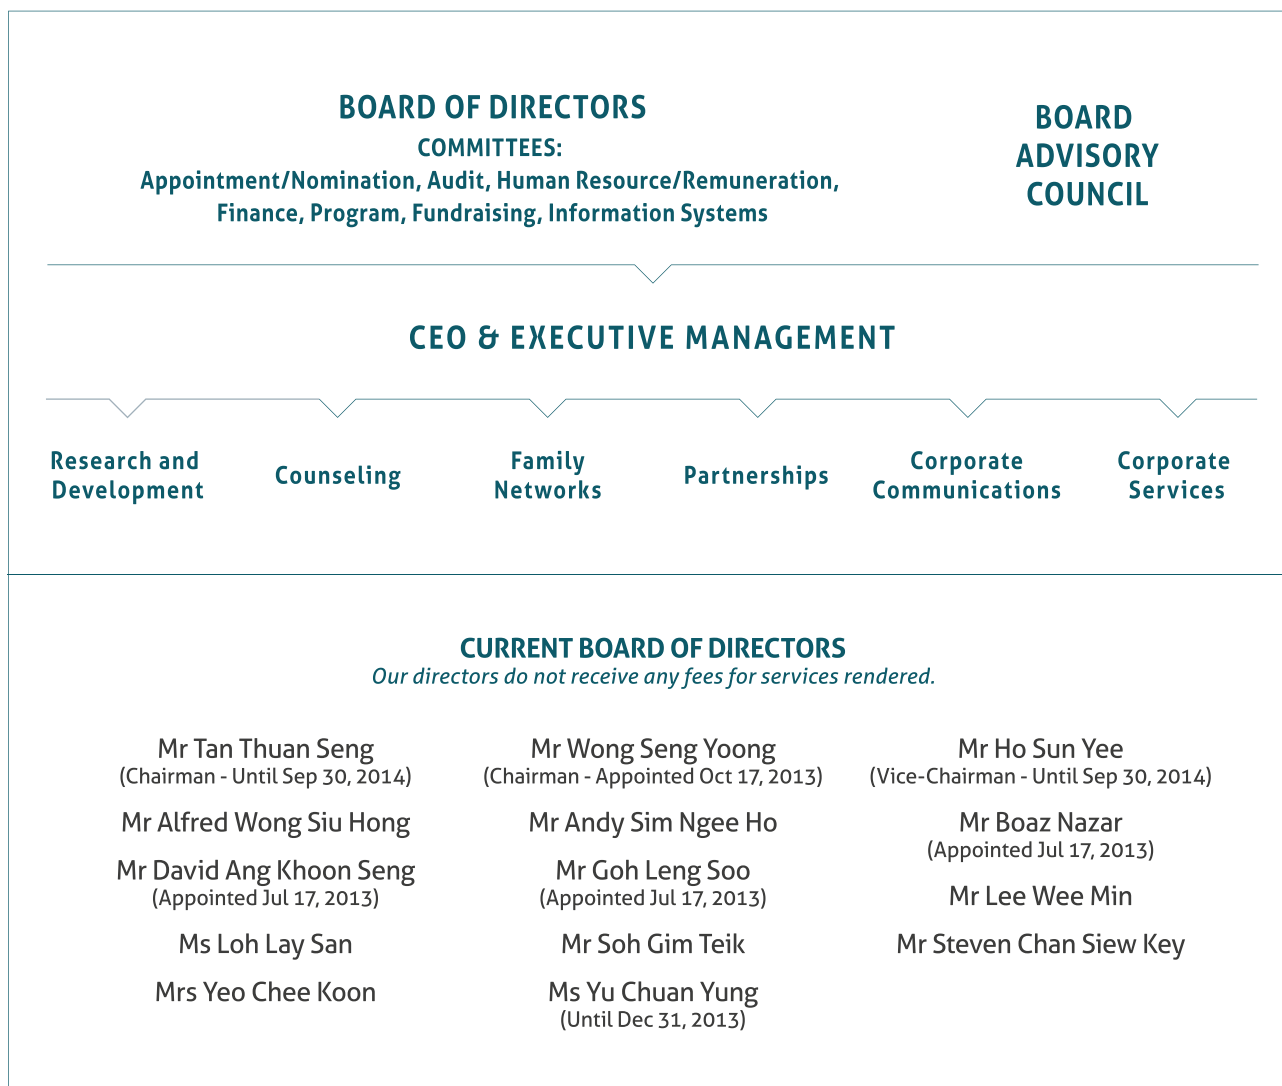 BOARD OF DIRECTORS
COMMITTEES:
Appointment/Nomination, Audit, Human Resource/Remuneration,
Finance, Program, Fundraising, Information Systems
BOARD
ADVISORY
COUNCIL
CEO & EXECUTIVE MANAGEMENT
Research and
Development
Counseling
Family
Networks
Partnerships
Corporate
Communications
Corporate
Services
CURRENT BOARD OF DIRECTORS
Our directors do not receive any fees for services rendered.
Mr Tan Thuan Seng
(Chairman - Until Sep 30, 2014)
Mr Alfred Wong Siu Hong
Mr David Ang Khoon Seng
(Appointed Jul 17, 2013)
Ms Loh Lay San
Mrs Yeo Chee Koon
Mr Wong Seng Yoong
(Chairman - Appointed Oct 17, 2013)
Mr Andy Sim Ngee Ho
Mr Goh Leng Soo
(Appointed Jul 17, 2013)
Mr Soh Gim Teik
Ms Yu Chuan Yung
(Until Dec 31, 2013)
Mr Ho Sun Yee
(Vice-Chairman - Until Sep 30, 2014)
Mr Boaz Nazar
(Appointed Jul 17, 2013)
Mr Lee Wee Min
Mr Steven Chan Siew Key